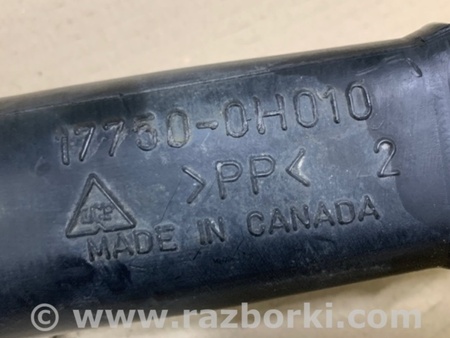 17750-0H010
>PP< 2
MADE IN CANADA
© www.razborki.com